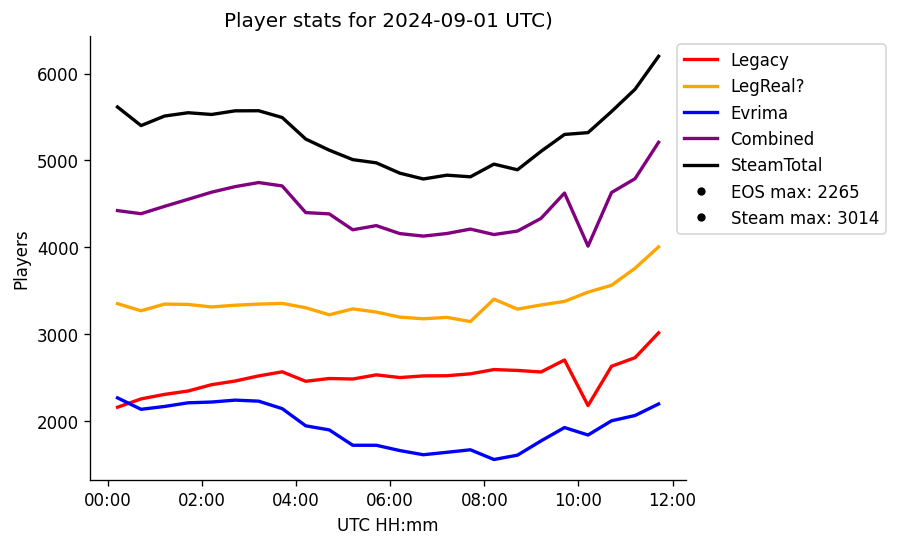 Player stats for 2024-09-01 UTC)
Players
6000
5000
4000
3000
2000
00:00 02:00 04:00 06:00 08:00 10:00 12:00
UTC HH:mm
Legacy
LegReal?
Evrima
Combined
SteamTotal
EOS max: 2265
Steam max: 3014